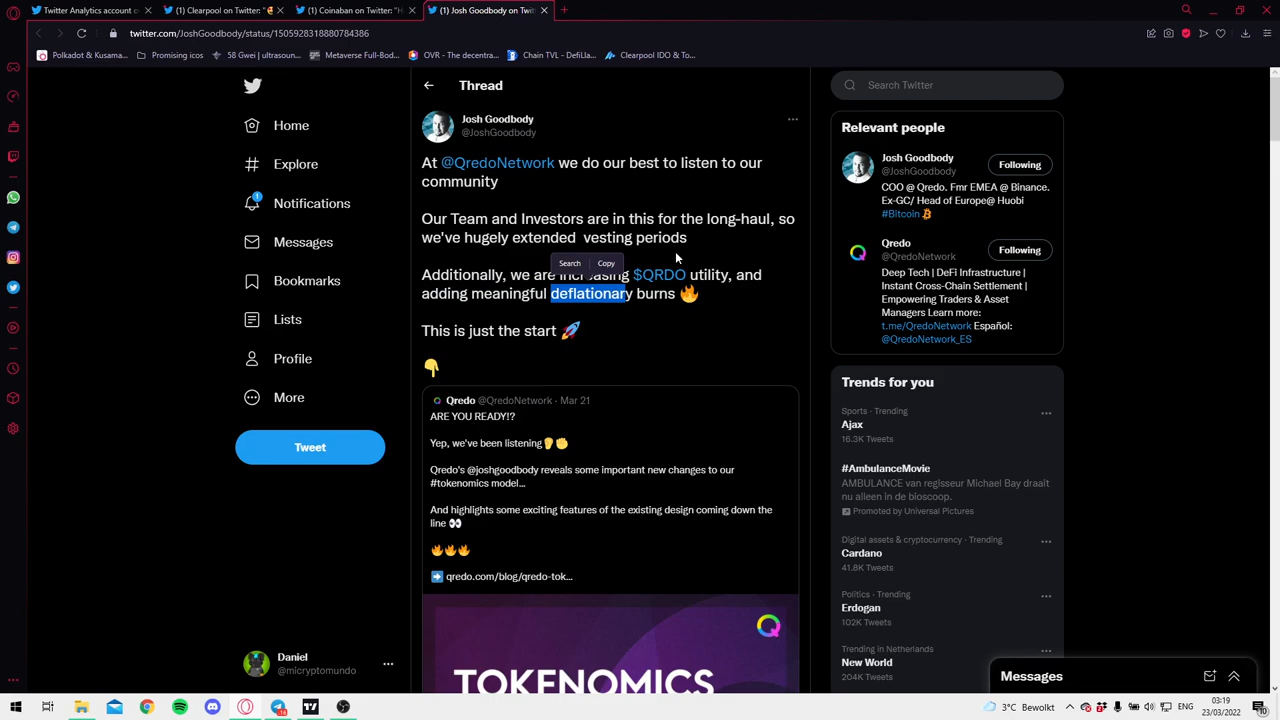 Twitter Analytics account o
(1) Clearpool on Twitter: "
(1) Coinaban on Twitter: "H
(1) Josh Goodbody on Twit
twitter.com/JoshGoodbody/status/1505928318880784386
Polkadot & Kusama...
Promising icos
58 Gwei | ultrasoun...
Metaverse Full-Bod...
OVR - The decentra...
Chain TVL - DefiLla...
Clearpool IDO & To...
Home
Explore
1
Notifications
Messages
Bookmarks
Lists
Profile
More
Tweet
Daniel
@micryptomundo
Thread
Josh Goodbody
@JoshGoodbody
At @QredoNetwork we do our best to listen to our
community
Our Team and Investors are in this for the long-haul, so
we've hugely extended vesting periods
Search Copy
Additionally, we are increasing $QRDO utility, and
adding meaningful deflationary burns 🔥
This is just the start 🚀
👇
Qredo @QredoNetwork · Mar 21
ARE YOU READY!?
Yep, we've been listening👂✊
Qredo's @joshgoodbody reveals some important new changes to our
#tokenomics model...
And highlights some exciting features of the existing design coming down the
line 👀
🔥🔥🔥
➡️ qredo.com/blog/qredo-tok...
TOKENOMICS
Search Twitter
Relevant people
Josh Goodbody
@JoshGoodbody
Following
COO @ Qredo. Fmr EMEA @ Binance.
Ex-GC/ Head of Europe@ Huobi
#Bitcoin
Qredo
@QredoNetwork
Following
Deep Tech | DeFi Infrastructure |
Instant Cross-Chain Settlement |
Empowering Traders & Asset
Managers Learn more:
t.me/QredoNetwork Español:
@QredoNetwork_ES
Trends for you
Sports · Trending
Ajax
16.3K Tweets
#AmbulanceMovie
AMBULANCE van regisseur Michael Bay draait
nu alleen in de bioscoop.
Promoted by Universal Pictures
Digital assets & cryptocurrency · Trending
Cardano
41.8K Tweets
Politics · Trending
Erdogan
102K Tweets
Trending in Netherlands
New World
204K Tweets
Messages
3°C Bewolkt
ENG
03:19
23/03/2022